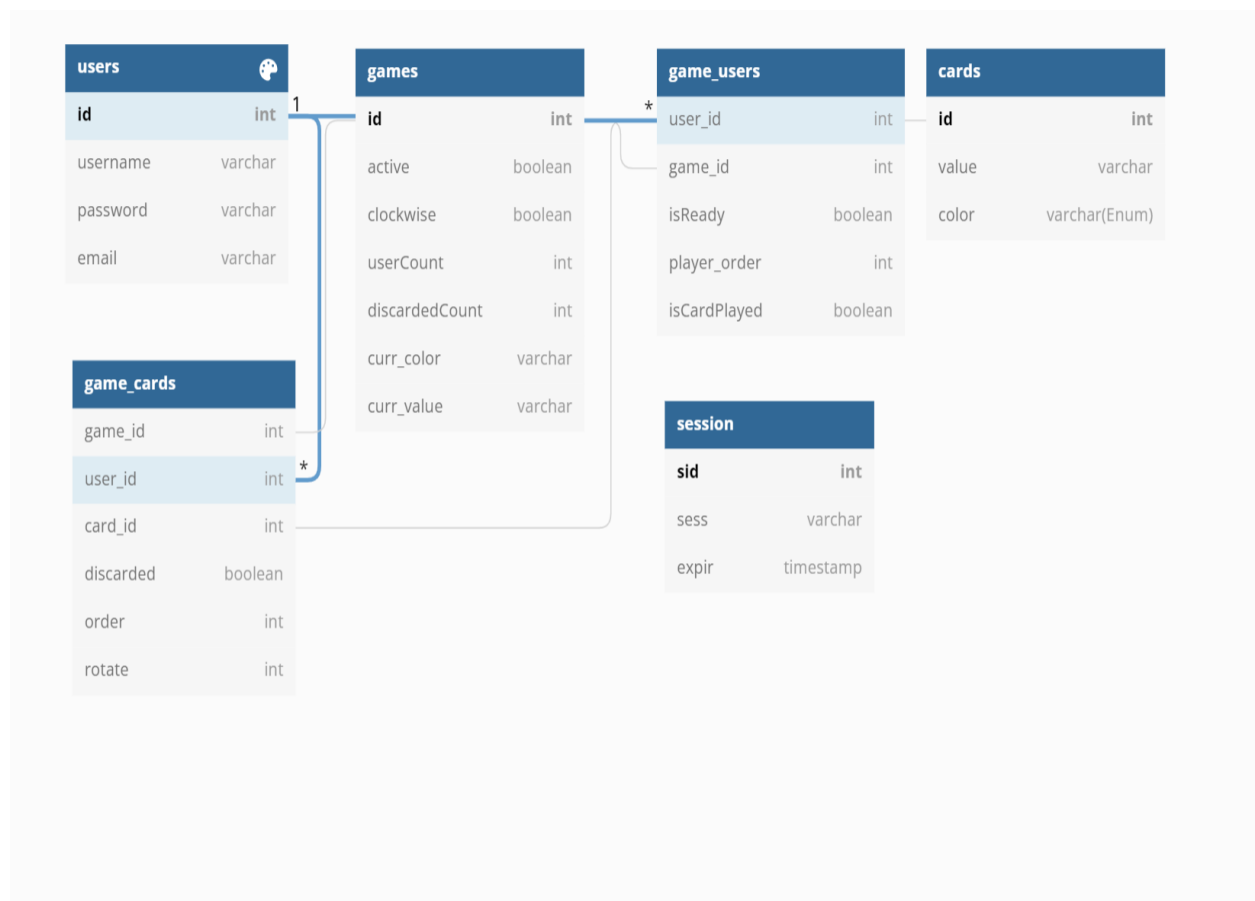 users
id int
username varchar
password varchar
email varchar
1
games
id int
active boolean
clockwise boolean
userCount int
discardedCount int
curr_color varchar
curr_value varchar
*
game_users
user_id int
game_id int
isReady boolean
player_order int
isCardPlayed boolean
cards
id int
value varchar
color varchar(Enum)
game_cards
game_id int
user_id int
*
card_id int
discarded boolean
order int
rotate int
session
sid int
sess varchar
expir timestamp